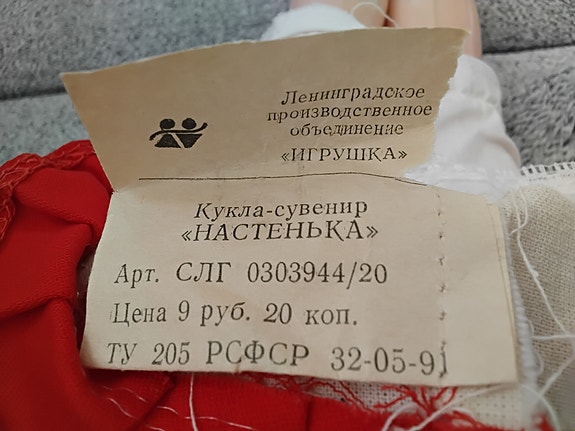 Ленинградское
производственное
объединение
«ИГРУШКА»
Кукла-сувенир
«НАСТЕНЬКА»
Арт. СЛГ 0303944/20
Цена 9 руб. 20 коп.
ТУ 205 РСФСР 32-05-91